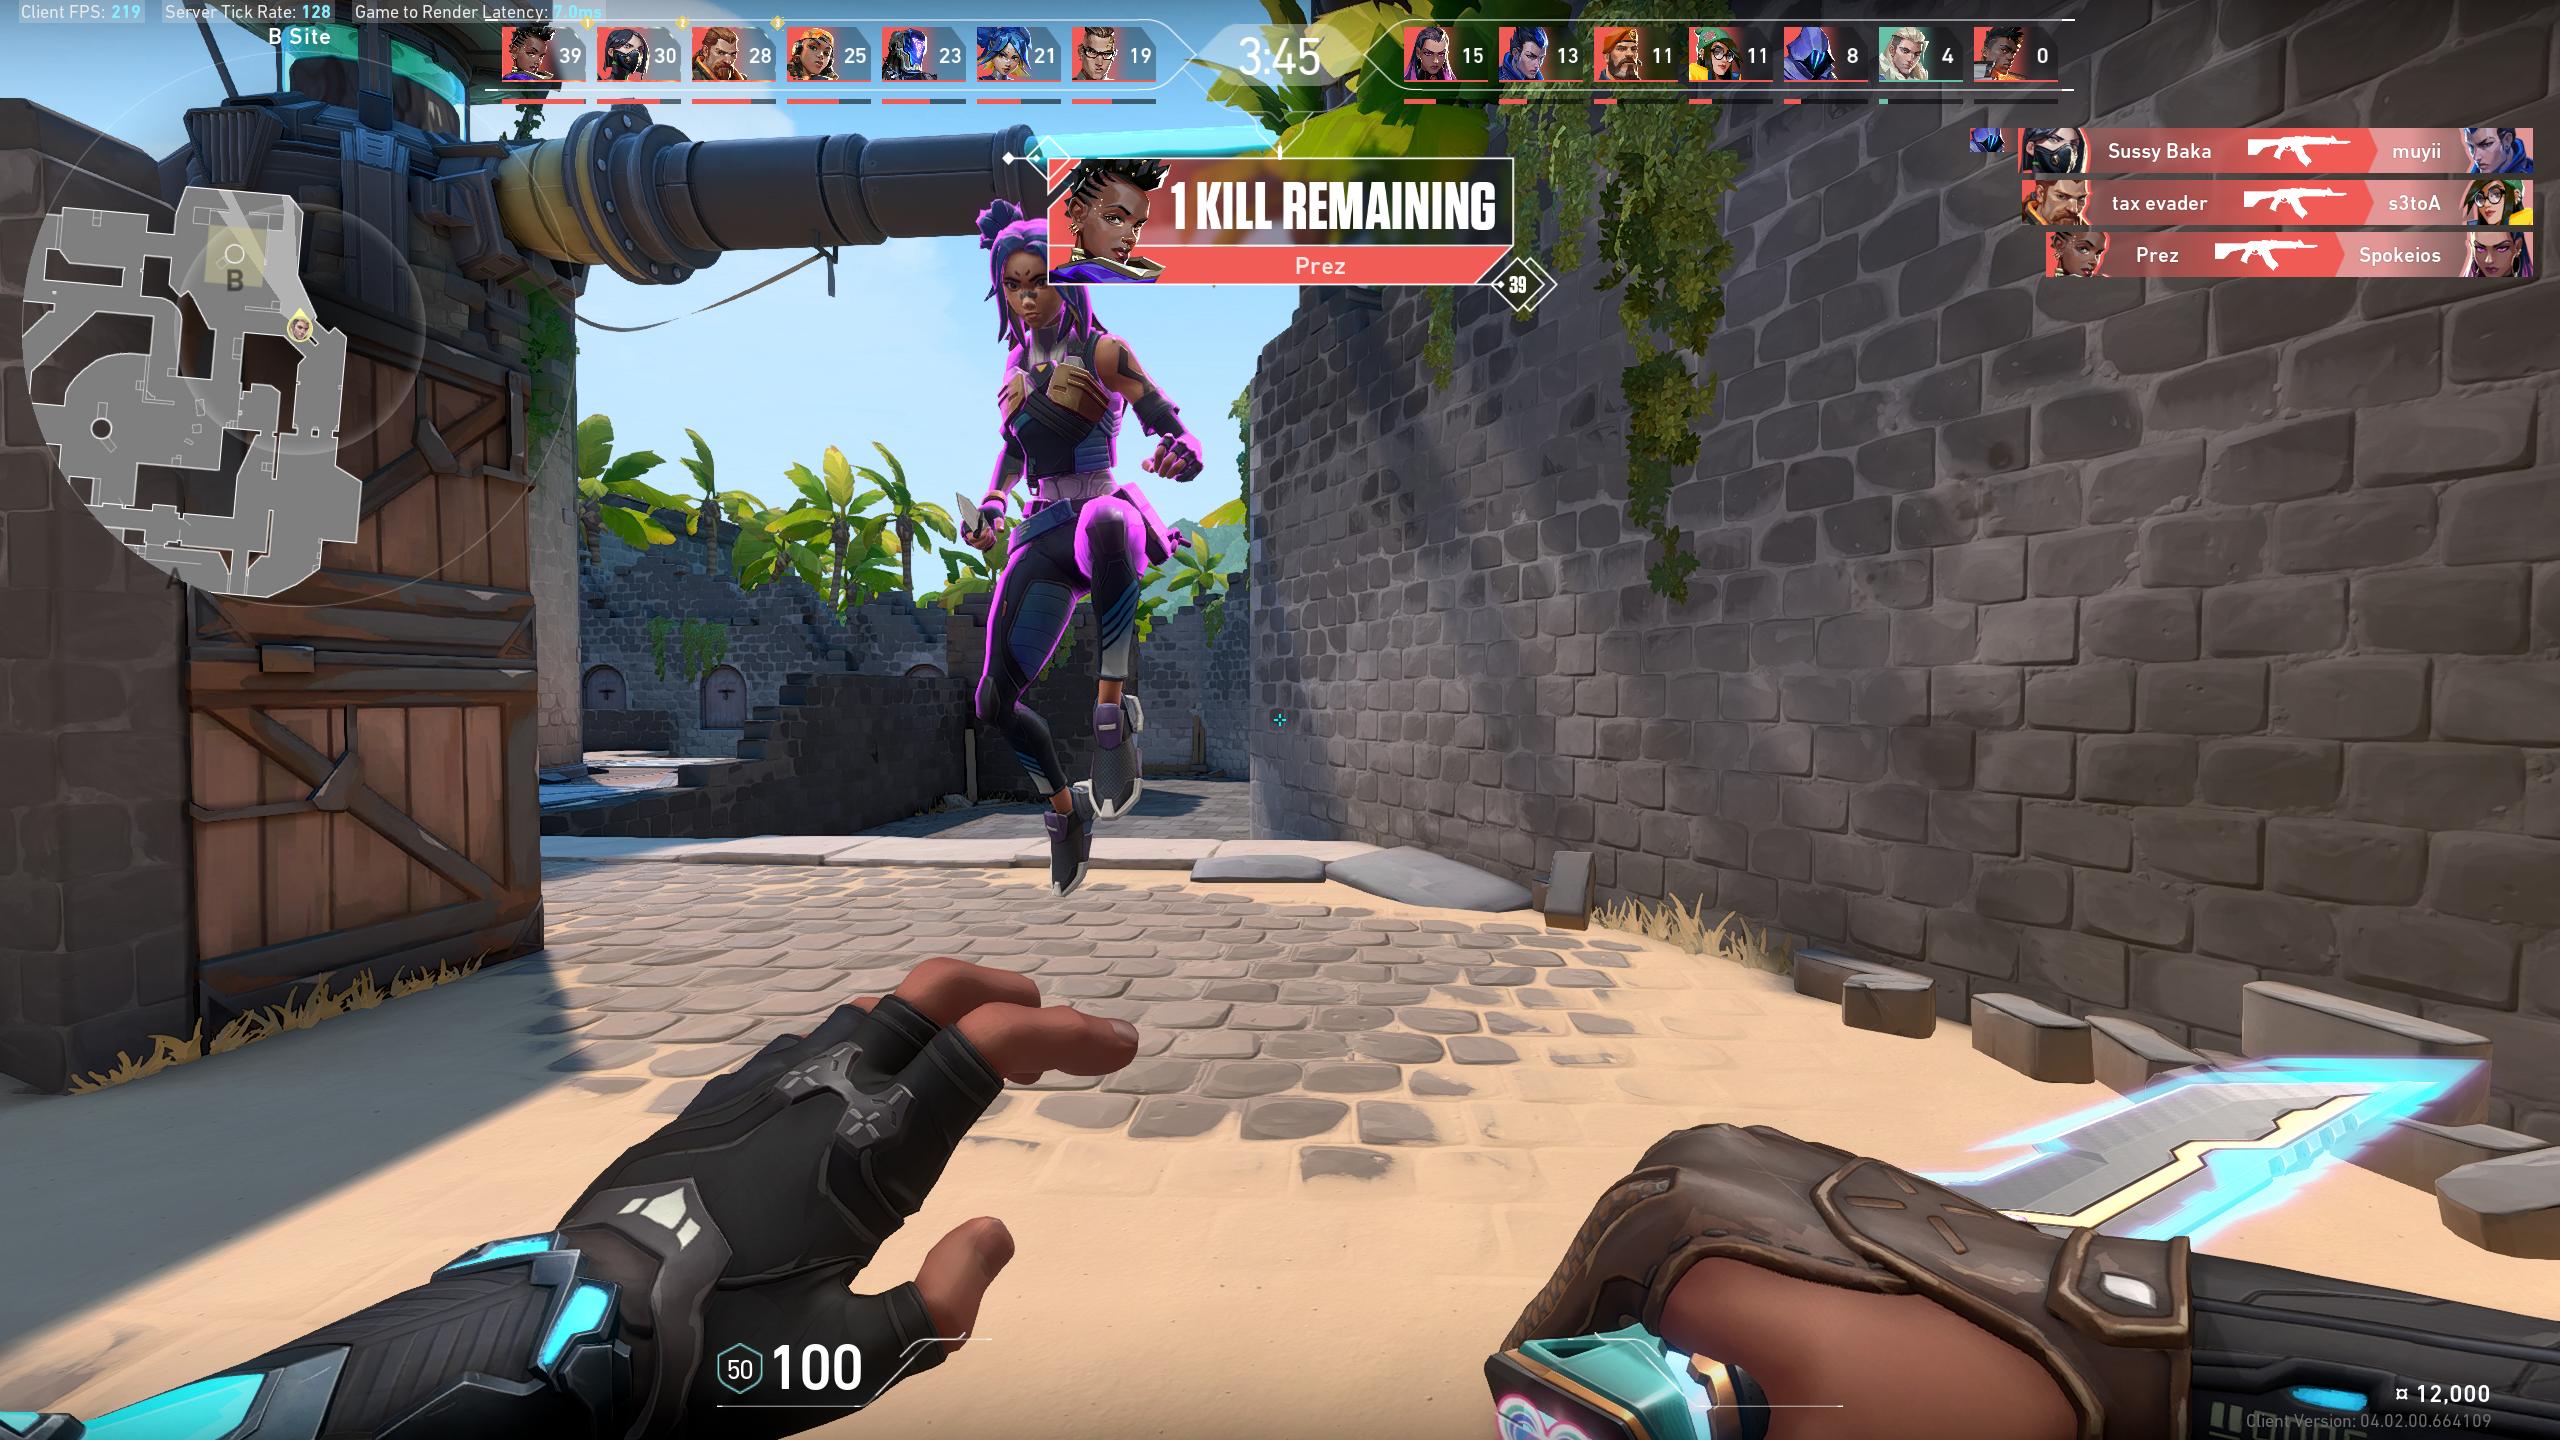 Client FPS: 219 Server Tick Rate: 128 Game to Render Latency: 7.0ms
B Site
39 30 28 25 23 21 19
3:45
15 13 11 11 8 4 0
Sussy Baka muyii
tax evader s3toA
Prez Spokeios
1 KILL REMAINING
Prez
39
B
A
50 100
¤ 12,000
Client Version: 04.02.00.664109